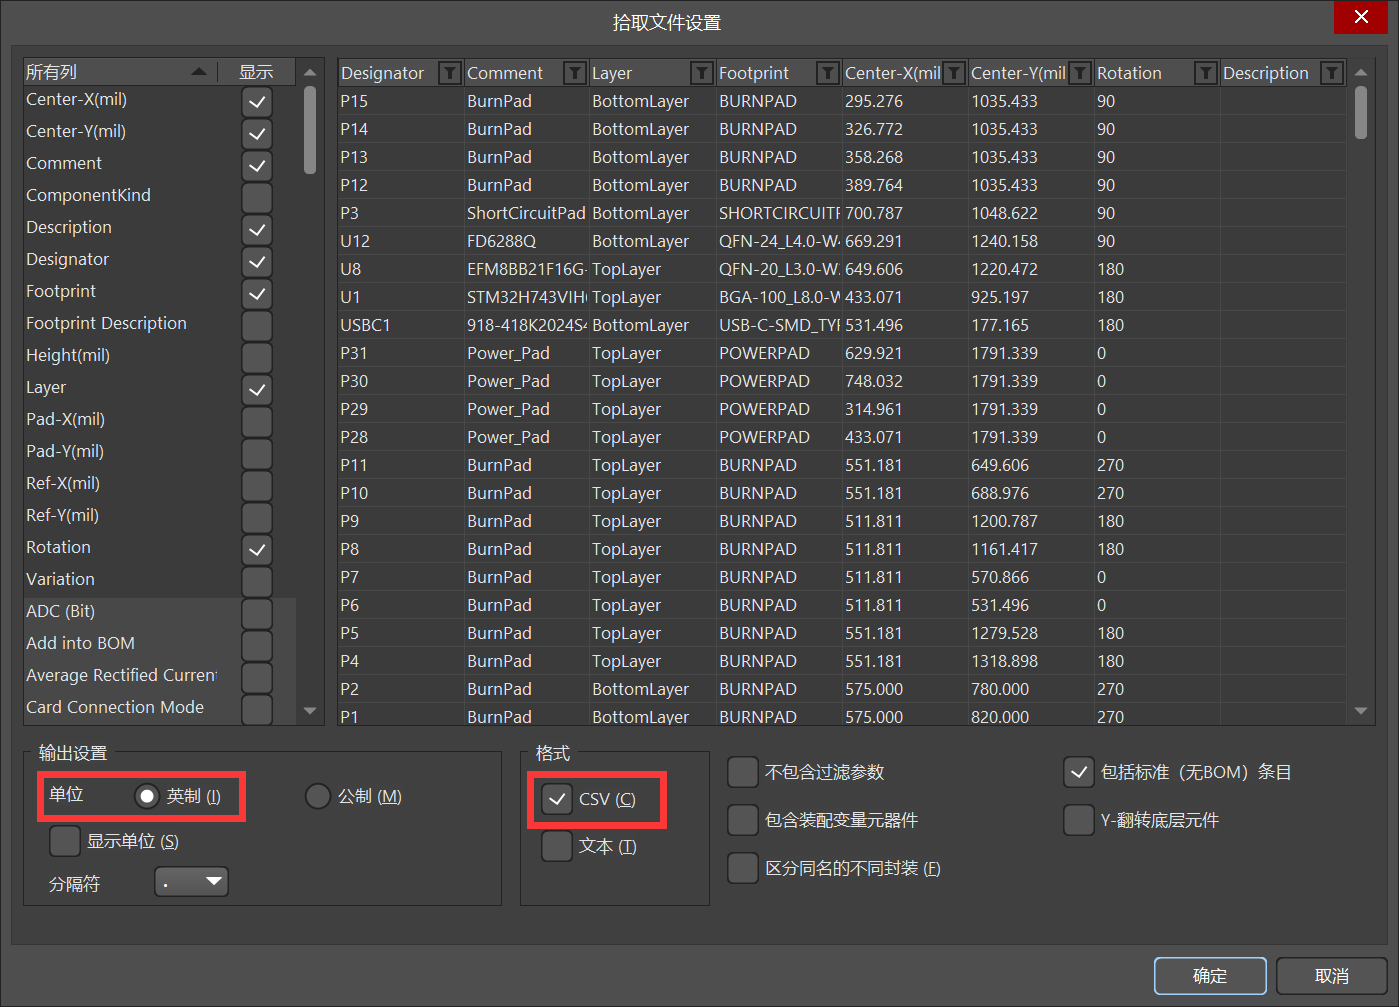 拾取文件设置
所有列 显示
Center-X(mil)
Center-Y(mil)
Comment
ComponentKind
Description
Designator
Footprint
Footprint Description
Height(mil)
Layer
Pad-X(mil)
Pad-Y(mil)
Ref-X(mil)
Ref-Y(mil)
Rotation
Variation
ADC (Bit)
Add into BOM
Average Rectified Current
Card Connection Mode
Designator Comment Layer Footprint Center-X(mil Center-Y(mil Rotation Description
P15 BurnPad BottomLayer BURNPAD 295.276 1035.433 90
P14 BurnPad BottomLayer BURNPAD 326.772 1035.433 90
P13 BurnPad BottomLayer BURNPAD 358.268 1035.433 90
P12 BurnPad BottomLayer BURNPAD 389.764 1035.433 90
P3 ShortCircuitPad BottomLayer SHORTCIRCUITP 700.787 1048.622 90
U12 FD6288Q BottomLayer QFN-24_L4.0-W4 669.291 1240.158 90
U8 EFM8BB21F16G- TopLayer QFN-20_L3.0-W. 649.606 1220.472 180
U1 STM32H743VIH TopLayer BGA-100_L8.0-W 433.071 925.197 180
USBC1 918-418K2024S4 BottomLayer USB-C-SMD_TYP 531.496 177.165 180
P31 Power_Pad TopLayer POWERPAD 629.921 1791.339 0
P30 Power_Pad TopLayer POWERPAD 748.032 1791.339 0
P29 Power_Pad TopLayer POWERPAD 314.961 1791.339 0
P28 Power_Pad TopLayer POWERPAD 433.071 1791.339 0
P11 BurnPad TopLayer BURNPAD 551.181 649.606 270
P10 BurnPad TopLayer BURNPAD 551.181 688.976 270
P9 BurnPad TopLayer BURNPAD 511.811 1200.787 180
P8 BurnPad TopLayer BURNPAD 511.811 1161.417 180
P7 BurnPad TopLayer BURNPAD 511.811 570.866 0
P6 BurnPad TopLayer BURNPAD 511.811 531.496 0
P5 BurnPad TopLayer BURNPAD 551.181 1279.528 180
P4 BurnPad TopLayer BURNPAD 551.181 1318.898 180
P2 BurnPad BottomLayer BURNPAD 575.000 780.000 270
P1 BurnPad BottomLayer BURNPAD 575.000 820.000 270
输出设置
单位 英制 (I) 公制 (M)
显示单位 (S)
分隔符 .
格式
CSV (C)
文本 (T)
不包含过滤参数
包含装配变量元器件
区分同名的不同封装 (F)
包括标准（无BOM）条目
Y-翻转底层元件
确定 取消